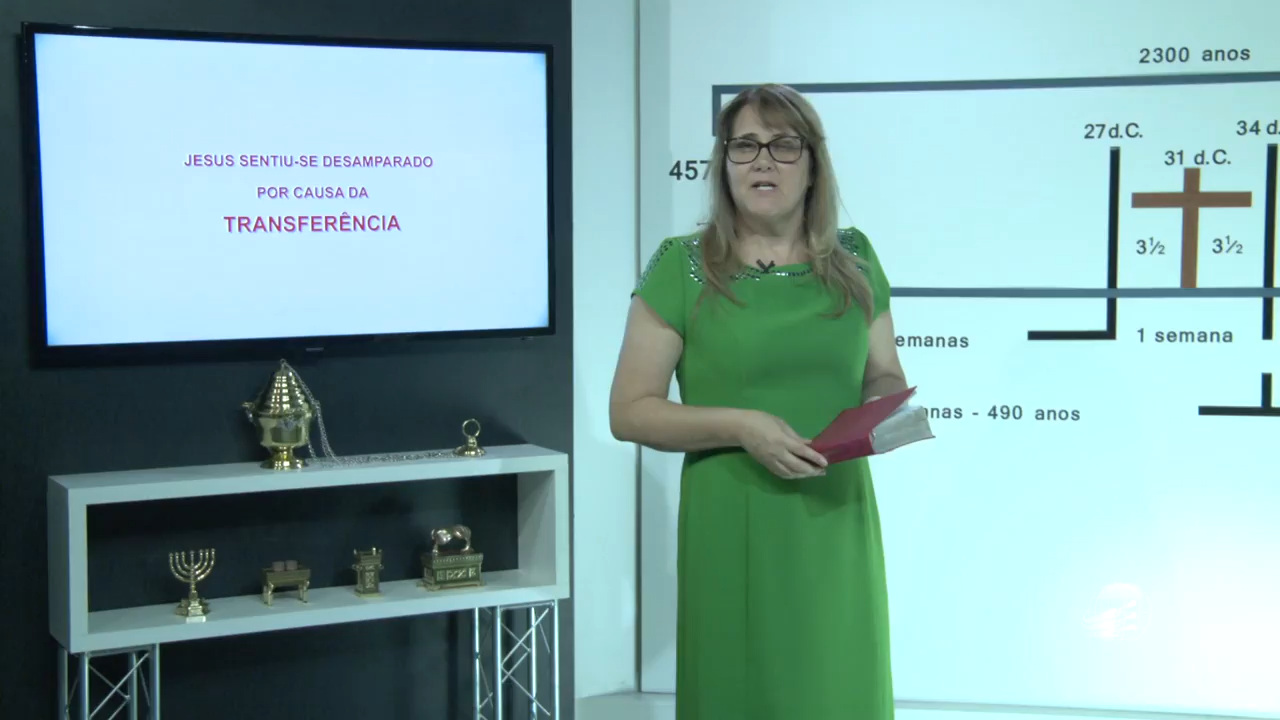 JESUS SENTIU-SE DESAMPARADO
POR CAUSA DA
TRANSFERÊNCIA
2300 anos
27 d.C.
34 d.
31 d.C.
457
3½
3½
emanas
1 semana
anas - 490 anos